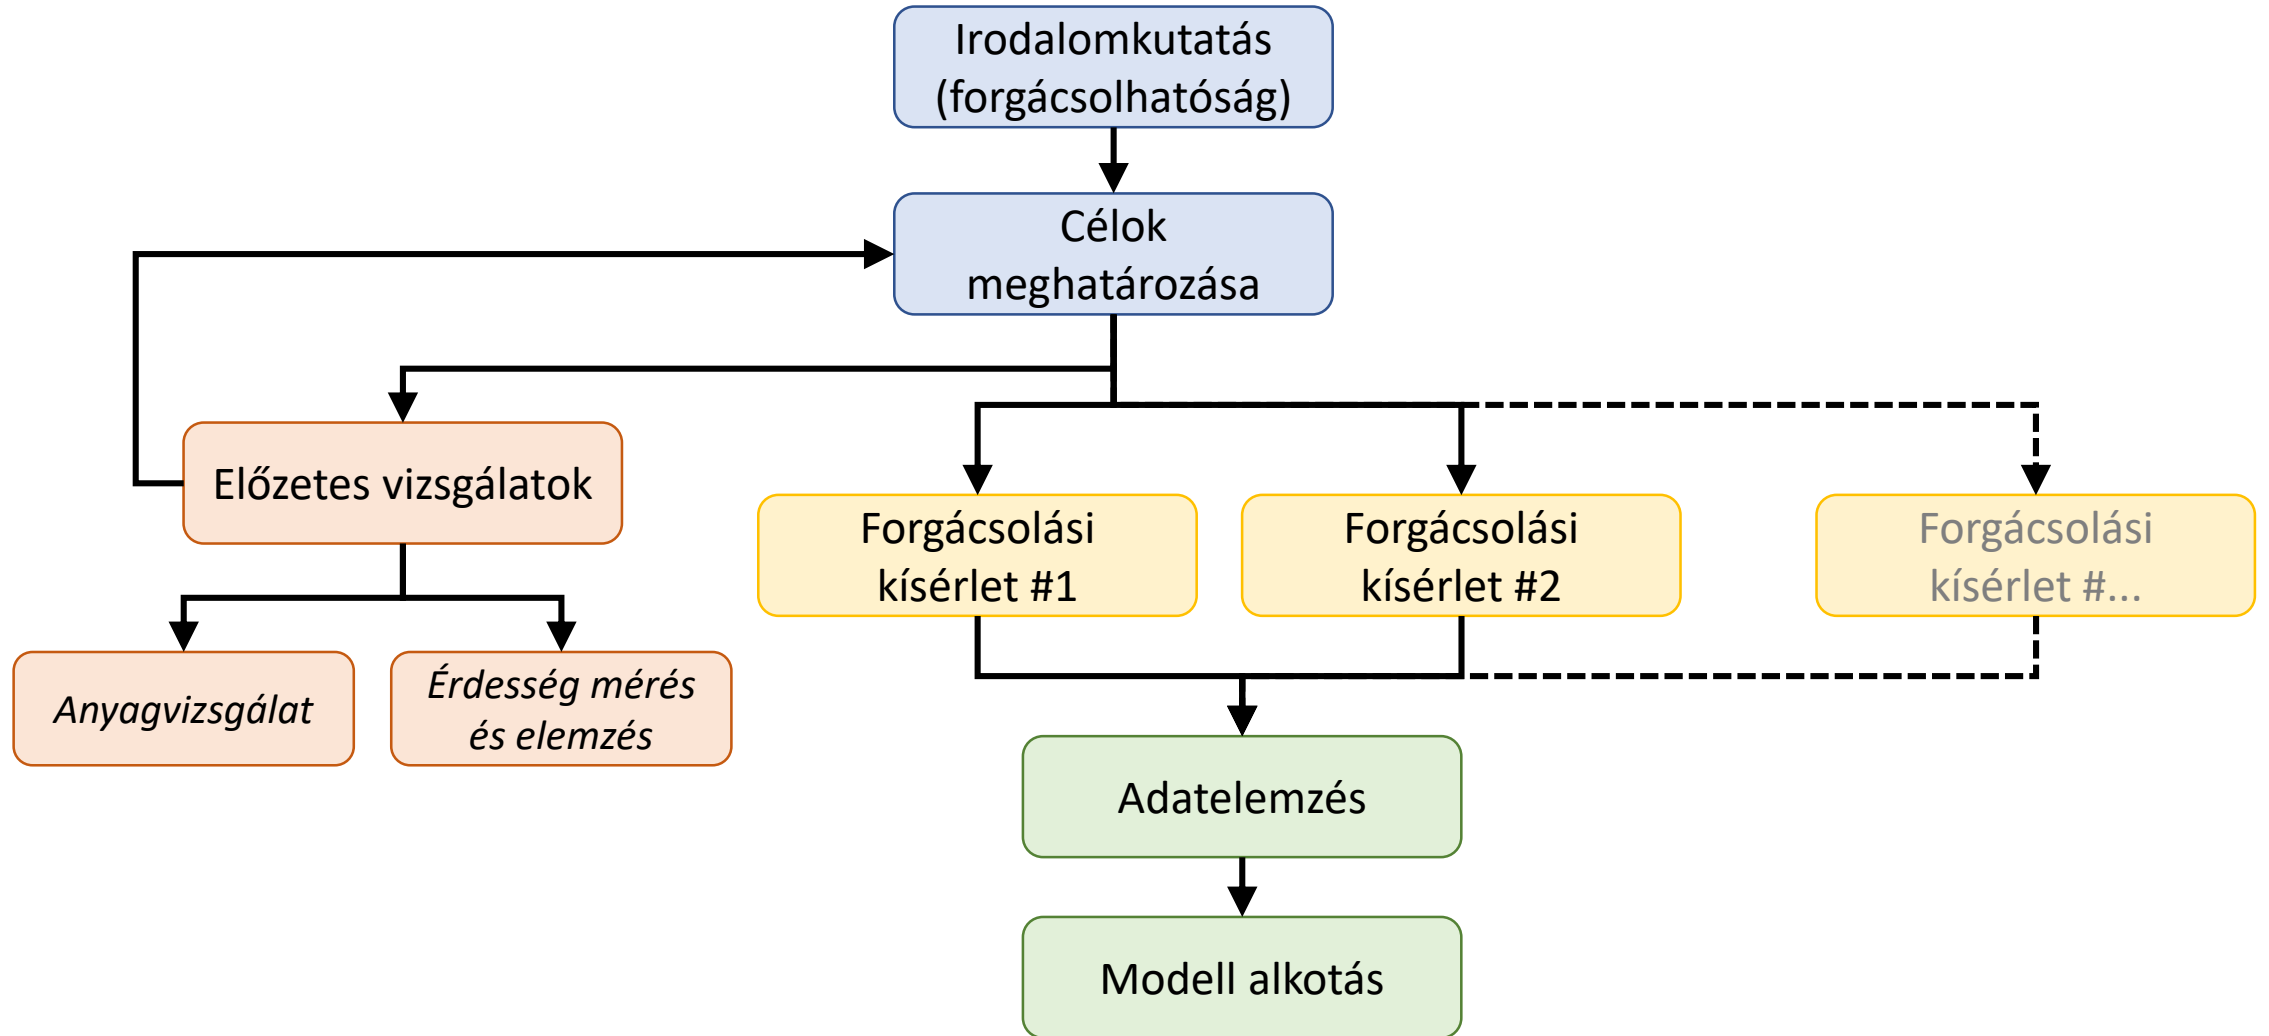 Irodalomkutatás
(forgácsolhatóság)
Célok
meghatározása
Előzetes vizsgálatok
Forgácsolási
kísérlet #1
Forgácsolási
kísérlet #2
Forgácsolási
kísérlet #...
Anyagvizsgálat
Érdesség mérés
és elemzés
Adatelemzés
Modell alkotás